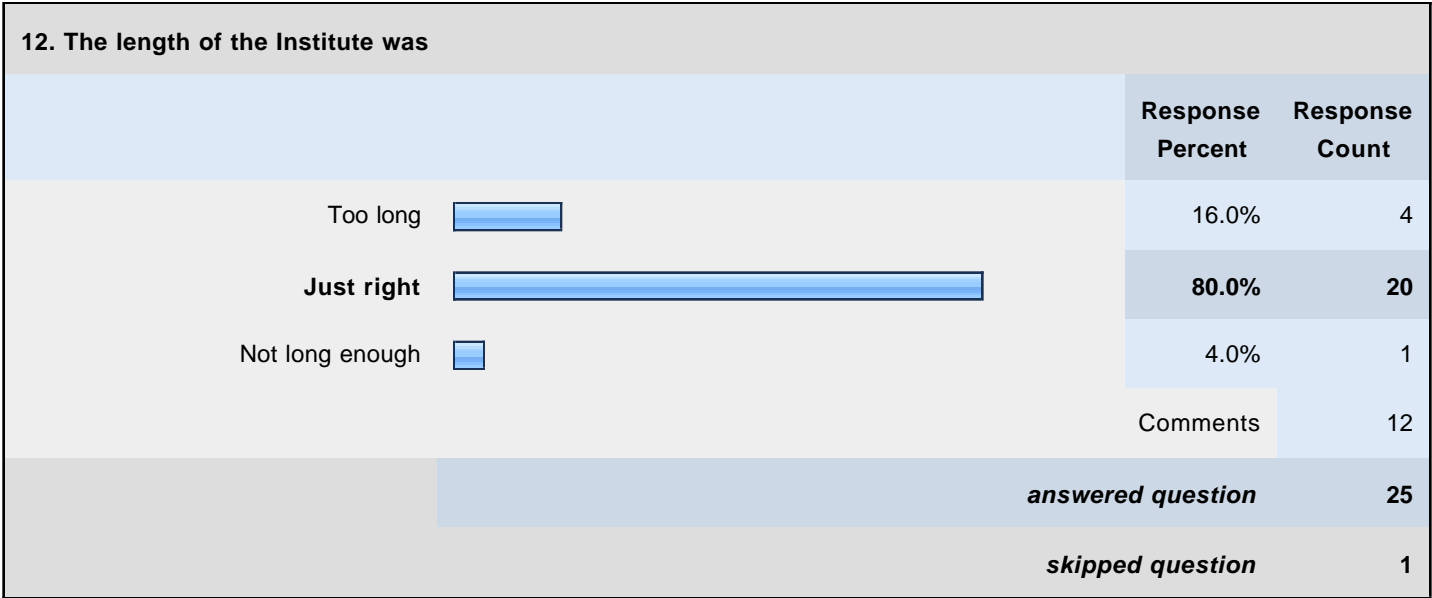 12. The length of the Institute was
Response Percent
Response Count
Too long 16.0% 4
Just right 80.0% 20
Not long enough 4.0% 1
Comments 12
answered question 25
skipped question 1